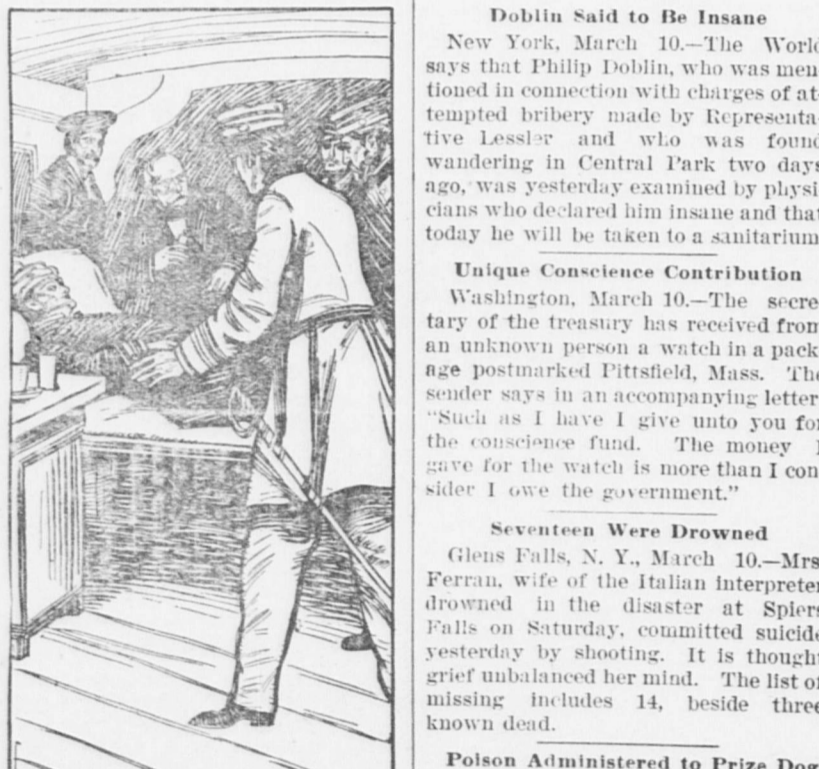 Doblin Said to Be Insane
New York, March 10.—The World
says that Philip Doblin, who was men
tioned in connection with charges of at
tempted bribery made by Representa
tive Lessler and who was found
wandering in Central Park two days
ago, was yesterday examined by physi
cians who declared him insane and that
today he will be taken to a sanitarium
Unique Conscience Contribution
Washington, March 10.—The secre
tary of the treasury has received from
an unknown person a watch in a pack
age postmarked Pittsfield, Mass. The
sender says in an accompanying letter
"Such as I have I give unto you for
the conscience fund. The money I
gave for the watch is more than I con
sider I owe the government."
Seventeen Were Drowned
Glens Falls, N. Y., March 10.—Mrs.
Ferran, wife of the Italian interpreter
drowned in the disaster at Spiers
Falls on Saturday, committed suicide
yesterday by shooting. It is thought
grief unbalanced her mind. The list of
missing includes 14, beside three
known dead.
Poison Administered to Prize Dog